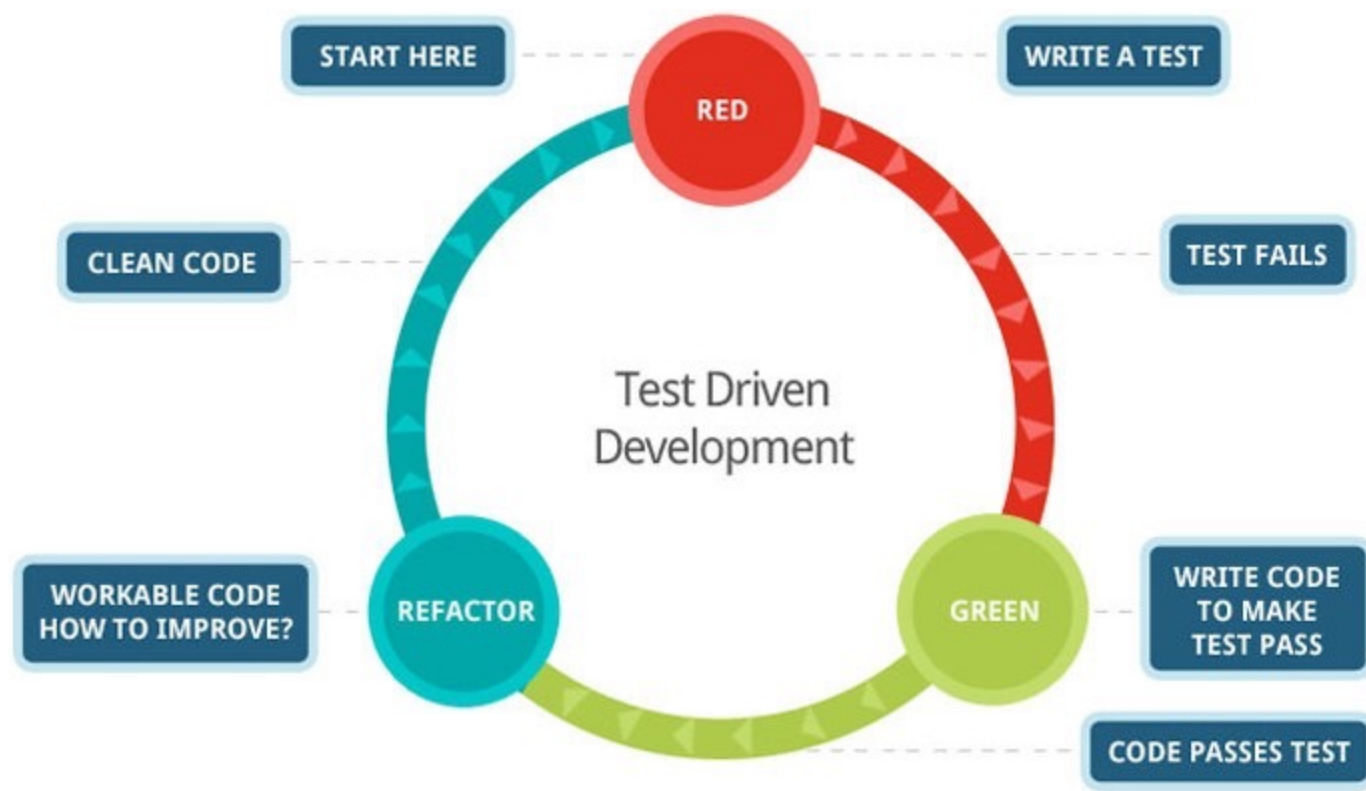 START HERE
RED
WRITE A TEST
CLEAN CODE
TEST FAILS
Test Driven
Development
WORKABLE CODE
HOW TO IMPROVE?
REFACTOR
GREEN
WRITE CODE
TO MAKE
TEST PASS
CODE PASSES TEST